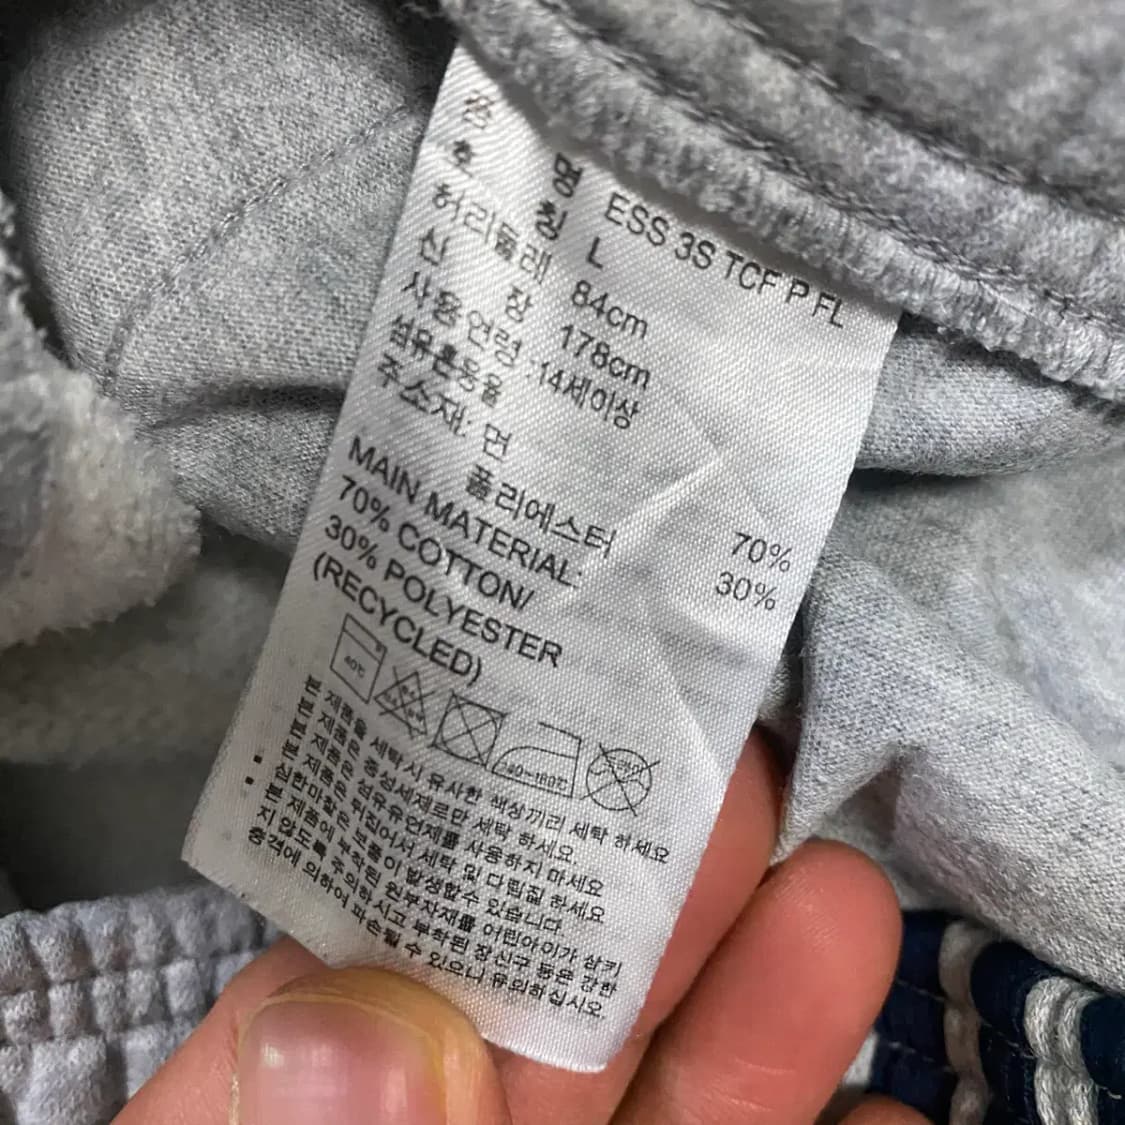 품 명 ESS 3S TCF P FL
호 칭 L
허리둘레 84cm
신 장 178cm
사용연령 :14세이상
섬유혼용율
주소재: 면 70%
폴리에스터 30%
MAIN MATERIAL:
70% COTTON/
30% POLYESTER
(RECYCLED)
40℃
140~160℃
본 제품을 세탁시 유사한 색상끼리 세탁 하세요
본 제품은 중성세제로만 세탁 하세요.
본 제품은 섬유유연제를 사용하지 마세요
본 제품은 뒤집어서 세탁 및 다림질 하세요
심한마찰은 보풀이 발생할수 있습니다.
본 제품에 부착된 원부자재를 어린아이가 삼키
지 않도록 주의하시고 부착된 장신구 등은 강한
충격에 의하여 파손될 수 있으니 유의하십시오.